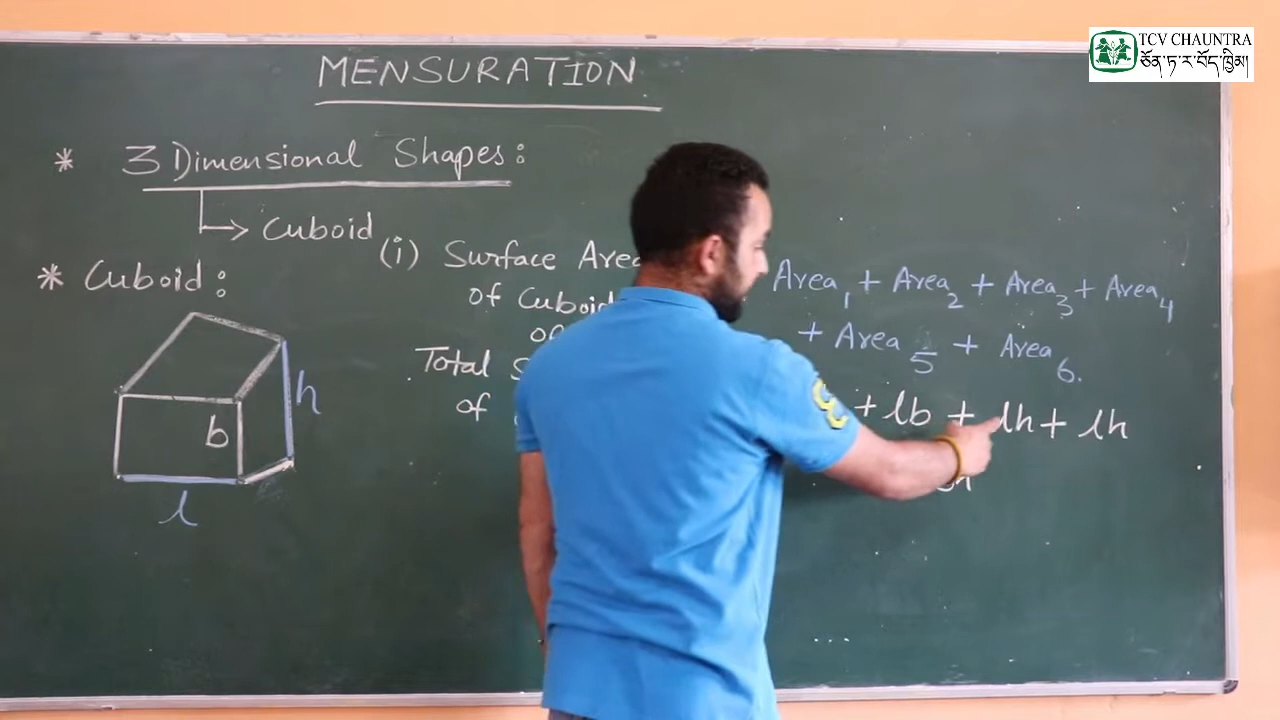 TCV CHAUNTRA
ཅོན་ཏ་ར་བོད་ཁྱིམ།
MENSURATION
* 3 Dimensional Shapes:
Cuboid
* Cuboid:
(i) Surface Area
of Cuboid
of
Total
of
Area1 + Area2 + Area3 + Area4
+ Area5 + Area6.
+ lb + lh + lh
h
b
l